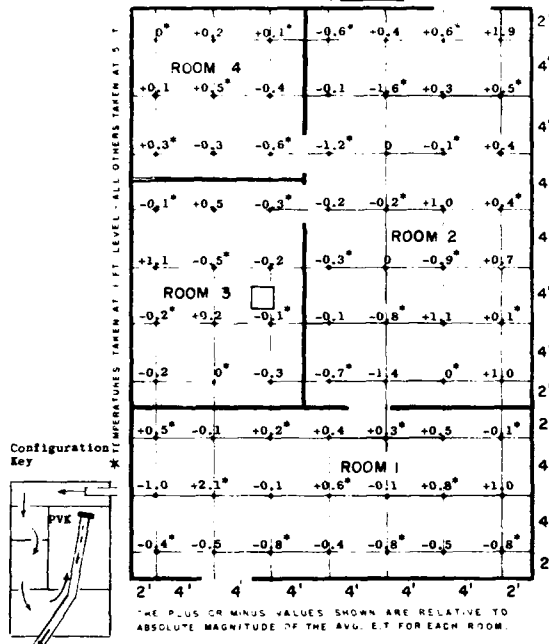 0* +0.2 +0.1* -0.6* +0.4 +0.6* +1.9
ROOM 4
+0.1 +0.5* -0.4 -0.1 -1.6* +0.3 +0.5*
+0.3* -0.3 -0.6* -1.2* 0 -0.1* +0.4
-0.1* +0.5 -0.3* -0.2 -0.2* +1.0 +0.4*
ROOM 2
+1.1 -0.5* -0.2 -0.3* 0 -0.9* +0.7
ROOM 3
-0.2* +0.2 -0.1* -0.1 -0.8* +1.1 +0.1*
-0.2 0* -0.3 -0.7* -1.4 0* +1.0
+0.5* -0.1 +0.2* +0.4 +0.3* +0.5 -0.1*
ROOM 1
-1.0 +2.1* -0.1 +0.6* -0.1 +0.8* +1.0
-0.4* -0.5 -0.8* -0.4 -0.8* -0.5 -0.8*
2' 4' 4' 4' 4' 4' 4' 2'
2'
4'
4'
4
4'
4'
4'
2
2
4'
4'
2'
* TEMPERATURES TAKEN AT 1 FT LEVEL - ALL OTHERS TAKEN AT 5 T
Configuration
Key
PVK
THE PLUS OR MINUS VALUES SHOWN ARE RELATIVE TO
ABSOLUTE MAGNITUDE OF THE AVG. E.T FOR EACH ROOM.